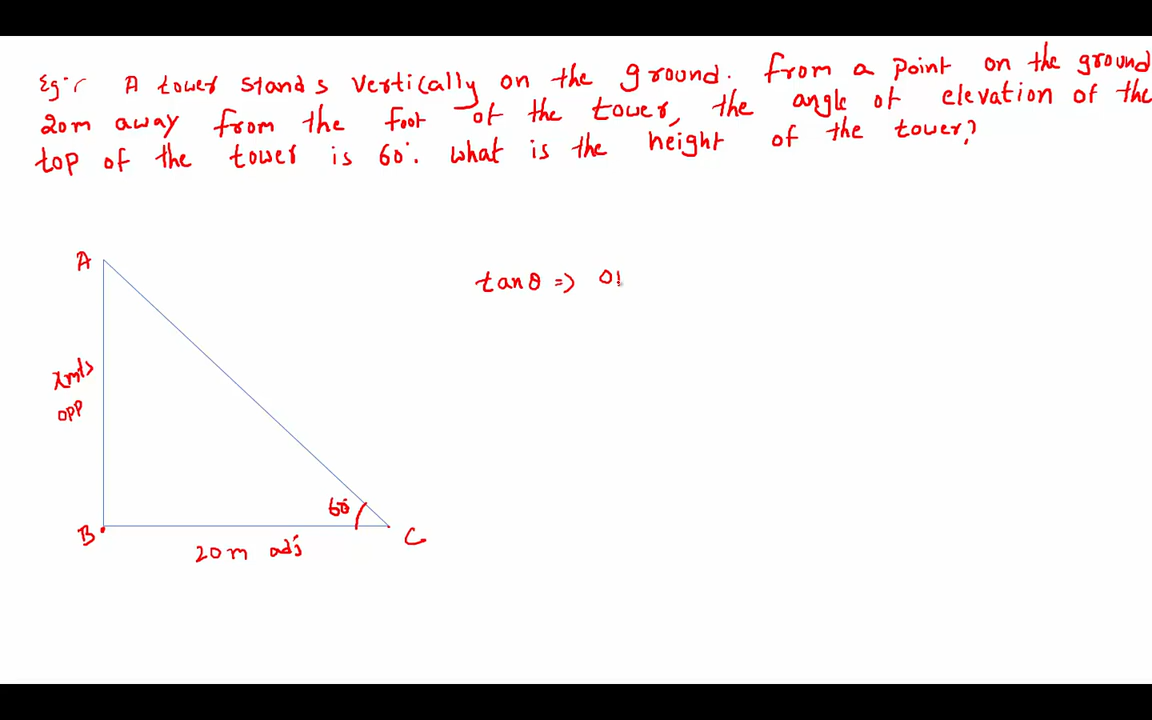 Eg:- A tower stands vertically on the ground. From a point on the ground
20m away from the foot of the tower, the angle of elevation of the
top of the tower is 60°. What is the height of the tower?
A
tanθ =>
xmts
opp
60°
B
C
20m adj